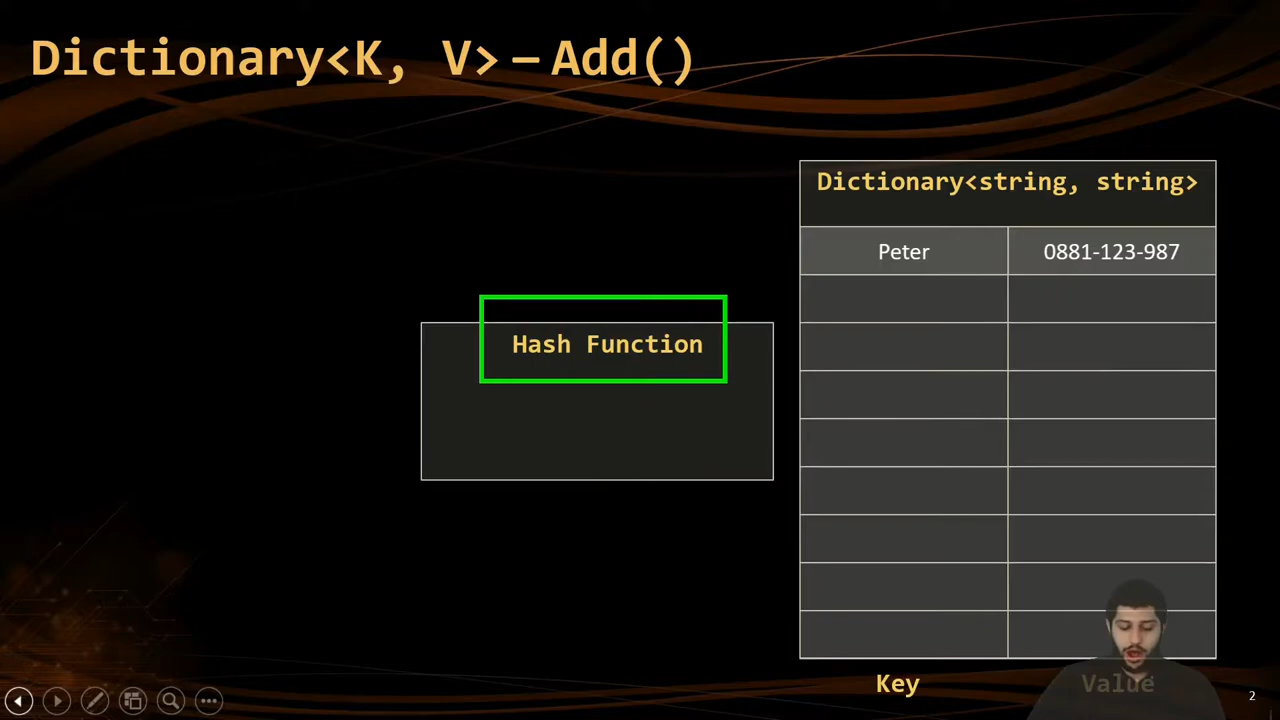 Dictionary<K, V> – Add()
Dictionary<string, string>
Peter 0881-123-987
Hash Function
Key Value
2